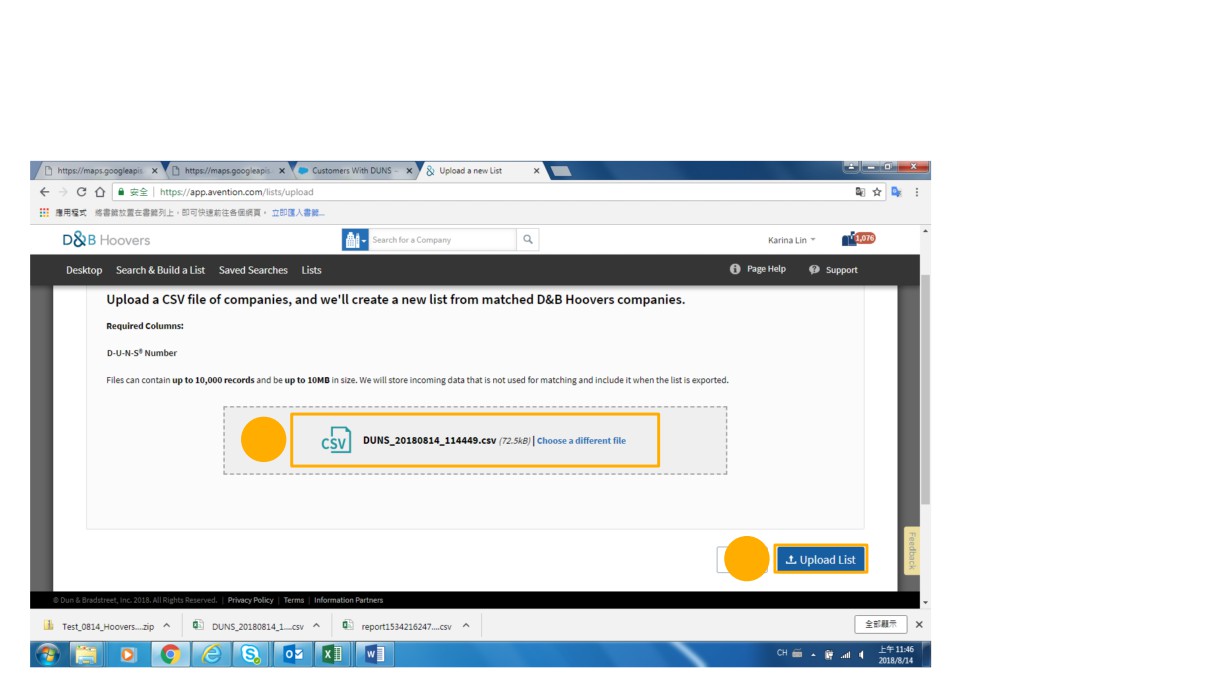 https://maps.googleapis × https://maps.googleapis × Customers With DUNS – × Upload a new List ×
安全 | https://app.avention.com/lists/upload
應用程式 將書籤放置在書籤列上，即可快速前往各個網頁。 立即匯入書籤...
D&B Hoovers Search for a Company Karina Lin 1,076
Desktop Search & Build a List Saved Searches Lists Page Help Support
Upload a CSV file of companies, and we'll create a new list from matched D&B Hoovers companies.
Required Columns:
D-U-N-S® Number
Files can contain up to 10,000 records and be up to 10MB in size. We will store incoming data that is not used for matching and include it when the list is exported.
CSV DUNS_20180814_114449.csv (72.5kB) | Choose a different file
Upload List
Feedback
© Dun & Bradstreet, Inc. 2018. All Rights Reserved. | Privacy Policy | Terms | Information Partners
Test_0814_Hoovers....zip DUNS_20180814_1....csv report1534216247....csv 全部顯示 ×
CH 上午 11:46
2018/8/14